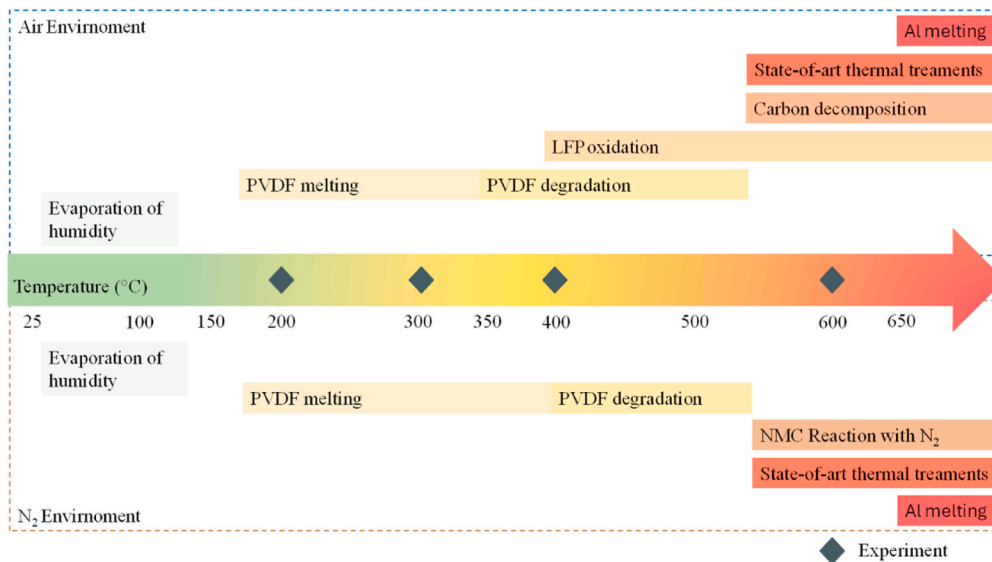 Air Envirnoment
Al melting
State-of-art thermal treaments
Carbon decomposition
LFP oxidation
PVDF melting
PVDF degradation
Evaporation of
humidity
Temperature (°C)
25 100 150 200 300 350 400 500 600 650
Evaporation of
humidity
PVDF melting
PVDF degradation
NMC Reaction with N₂
State-of-art thermal treaments
Al melting
N₂ Envirnoment
Experiment